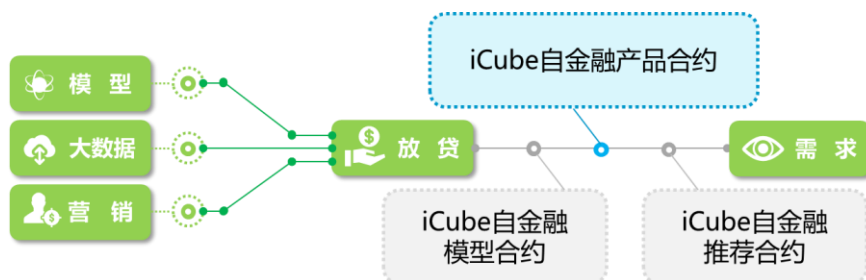 iCube自金融产品合约
模 型
大数据
放 贷
需 求
营 销
iCube自金融
模型合约
iCube自金融
推荐合约